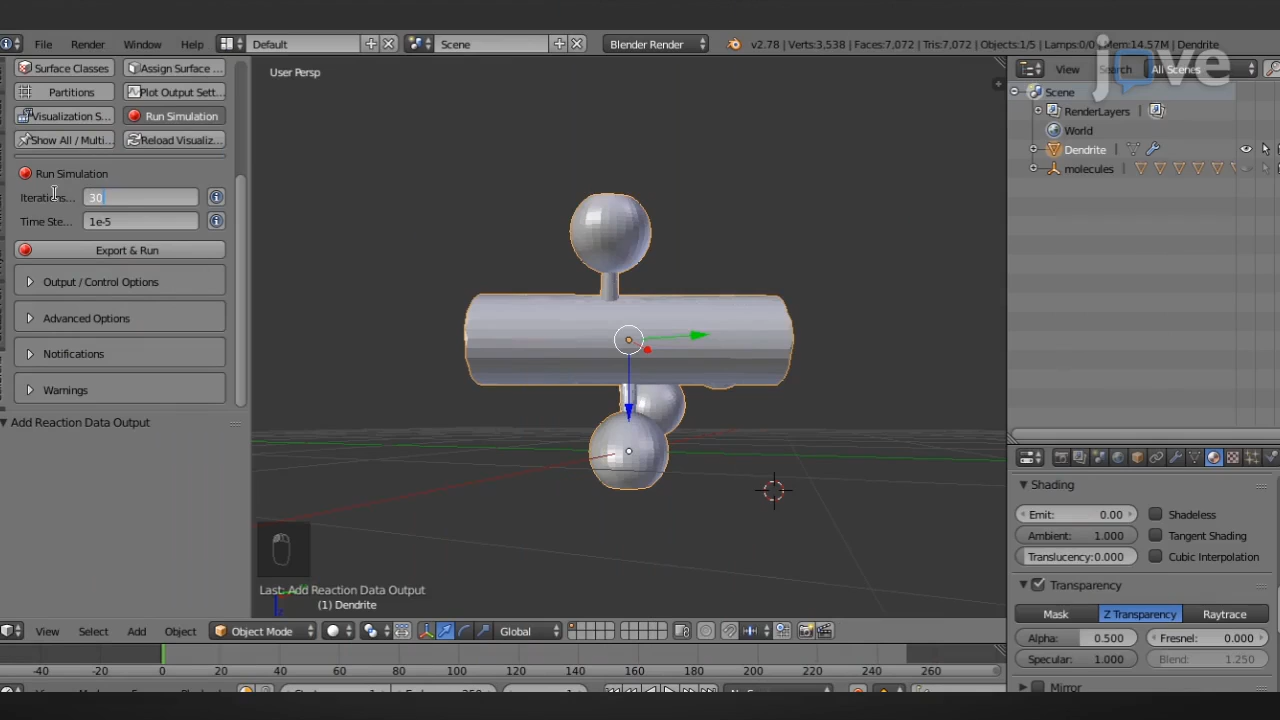 File Render Window Help Default Scene Blender Render v2.78 | Verts:3,538 | Faces:7,072 | Tris:7,072 | Objects:1/5 | Lamps:0/0 | Mem:14.57M | Dendrite
jove
View Search All Scenes
Surface Classes Assign Surface ...
User Persp
Partitions Plot Output Sett...
Scene
Visualization S... Run Simulation
RenderLayers
World
Show All / Multi... Reload Visualiz...
Dendrite
molecules
Run Simulation
Iterations... 30
Time Ste... 1e-5
Export & Run
Output / Control Options
Advanced Options
Notifications
Warnings
Add Reaction Data Output
Shading
Emit: 0.00 Shadeless
Ambient: 1.000 Tangent Shading
Translucency:0.000 Cubic Interpolation
Transparency
Last: Add Reaction Data Output
(1) Dendrite
Mask Z Transparency Raytrace
View Select Add Object Object Mode Global
Alpha: 0.500 Fresnel: 0.000
Specular: 1.000 Blend: 1.250
-40 -20 0 20 40 60 80 100 120 140 160 180 200 220 240 260
Mirror